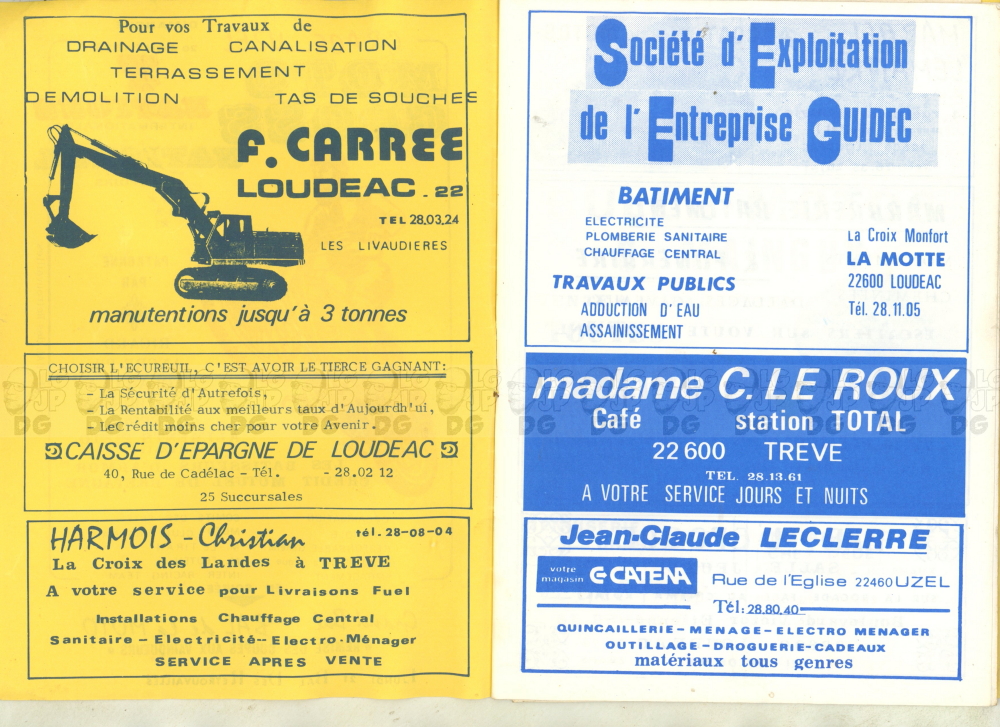 Pour vos Travaux de
DRAINAGE CANALISATION
TERRASSEMENT
DEMOLITION TAS DE SOUCHES
F. CARREE
LOUDEAC . 22
TEL 28.03.24
LES LIVAUDIERES
manutentions jusqu'à 3 tonnes
CHOISIR L'ECUREUIL, C'EST AVOIR LE TIERCE GAGNANT:
- La Sécurité d'Autrefois,
- La Rentabilité aux meilleurs taux d'Aujourdh'ui,
- LeCrédit moins cher pour votre Avenir.
CAISSE D'EPARGNE DE LOUDEAC
40, Rue de Cadélac - Tél. - 28.02 12
25 Succursales
HARMOIS - Christian tél. 28-08-04
La Croix des Landes à TREVE
A votre service pour Livraisons Fuel
Installations Chauffage Central
Sanitaire - Electricité - Electro-Ménager
SERVICE APRES VENTE
Société d'Exploitation
de l'Entreprise GUIDEC
BATIMENT
ELECTRICITE
PLOMBERIE SANITAIRE
CHAUFFAGE CENTRAL
TRAVAUX PUBLICS
ADDUCTION D'EAU
ASSAINISSEMENT
La Croix Monfort
LA MOTTE
22600 LOUDEAC
Tél. 28.11.05
madame C. LE ROUX
Café station TOTAL
22600 TREVE
TEL. 28.13.61
A VOTRE SERVICE JOURS ET NUITS
Jean-Claude LECLERRE
votre magasin CATENA
Rue de l'Eglise 22460 UZEL
Tél: 28.80.40
QUINCAILLERIE - MENAGE - ELECTRO MENAGER
OUTILLAGE - DROGUERIE - CADEAUX
matériaux tous genres